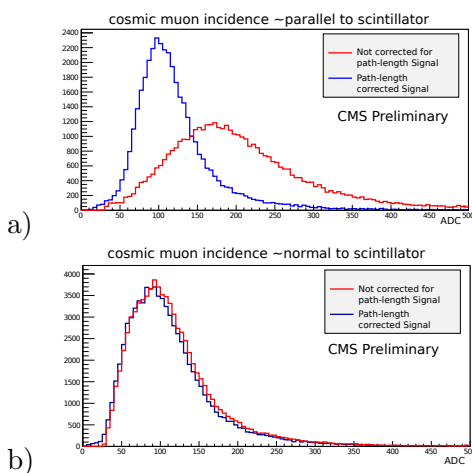 cosmic muon incidence ~parallel to scintillator
2400
2200
2000
1800
1600
1400
1200
1000
800
600
400
200
0
Not corrected for
path-length Signal
Path-length
corrected Signal
CMS Preliminary
0 50 100 150 200 250 300 350 400 450 500
ADC
a)
cosmic muon incidence ~normal to scintillator
4000
3500
3000
2500
2000
1500
1000
500
0
Not corrected for
path-length Signal
Path-length
corrected Signal
CMS Preliminary
0 50 100 150 200 250 300 350 400 450 500
ADC
b)